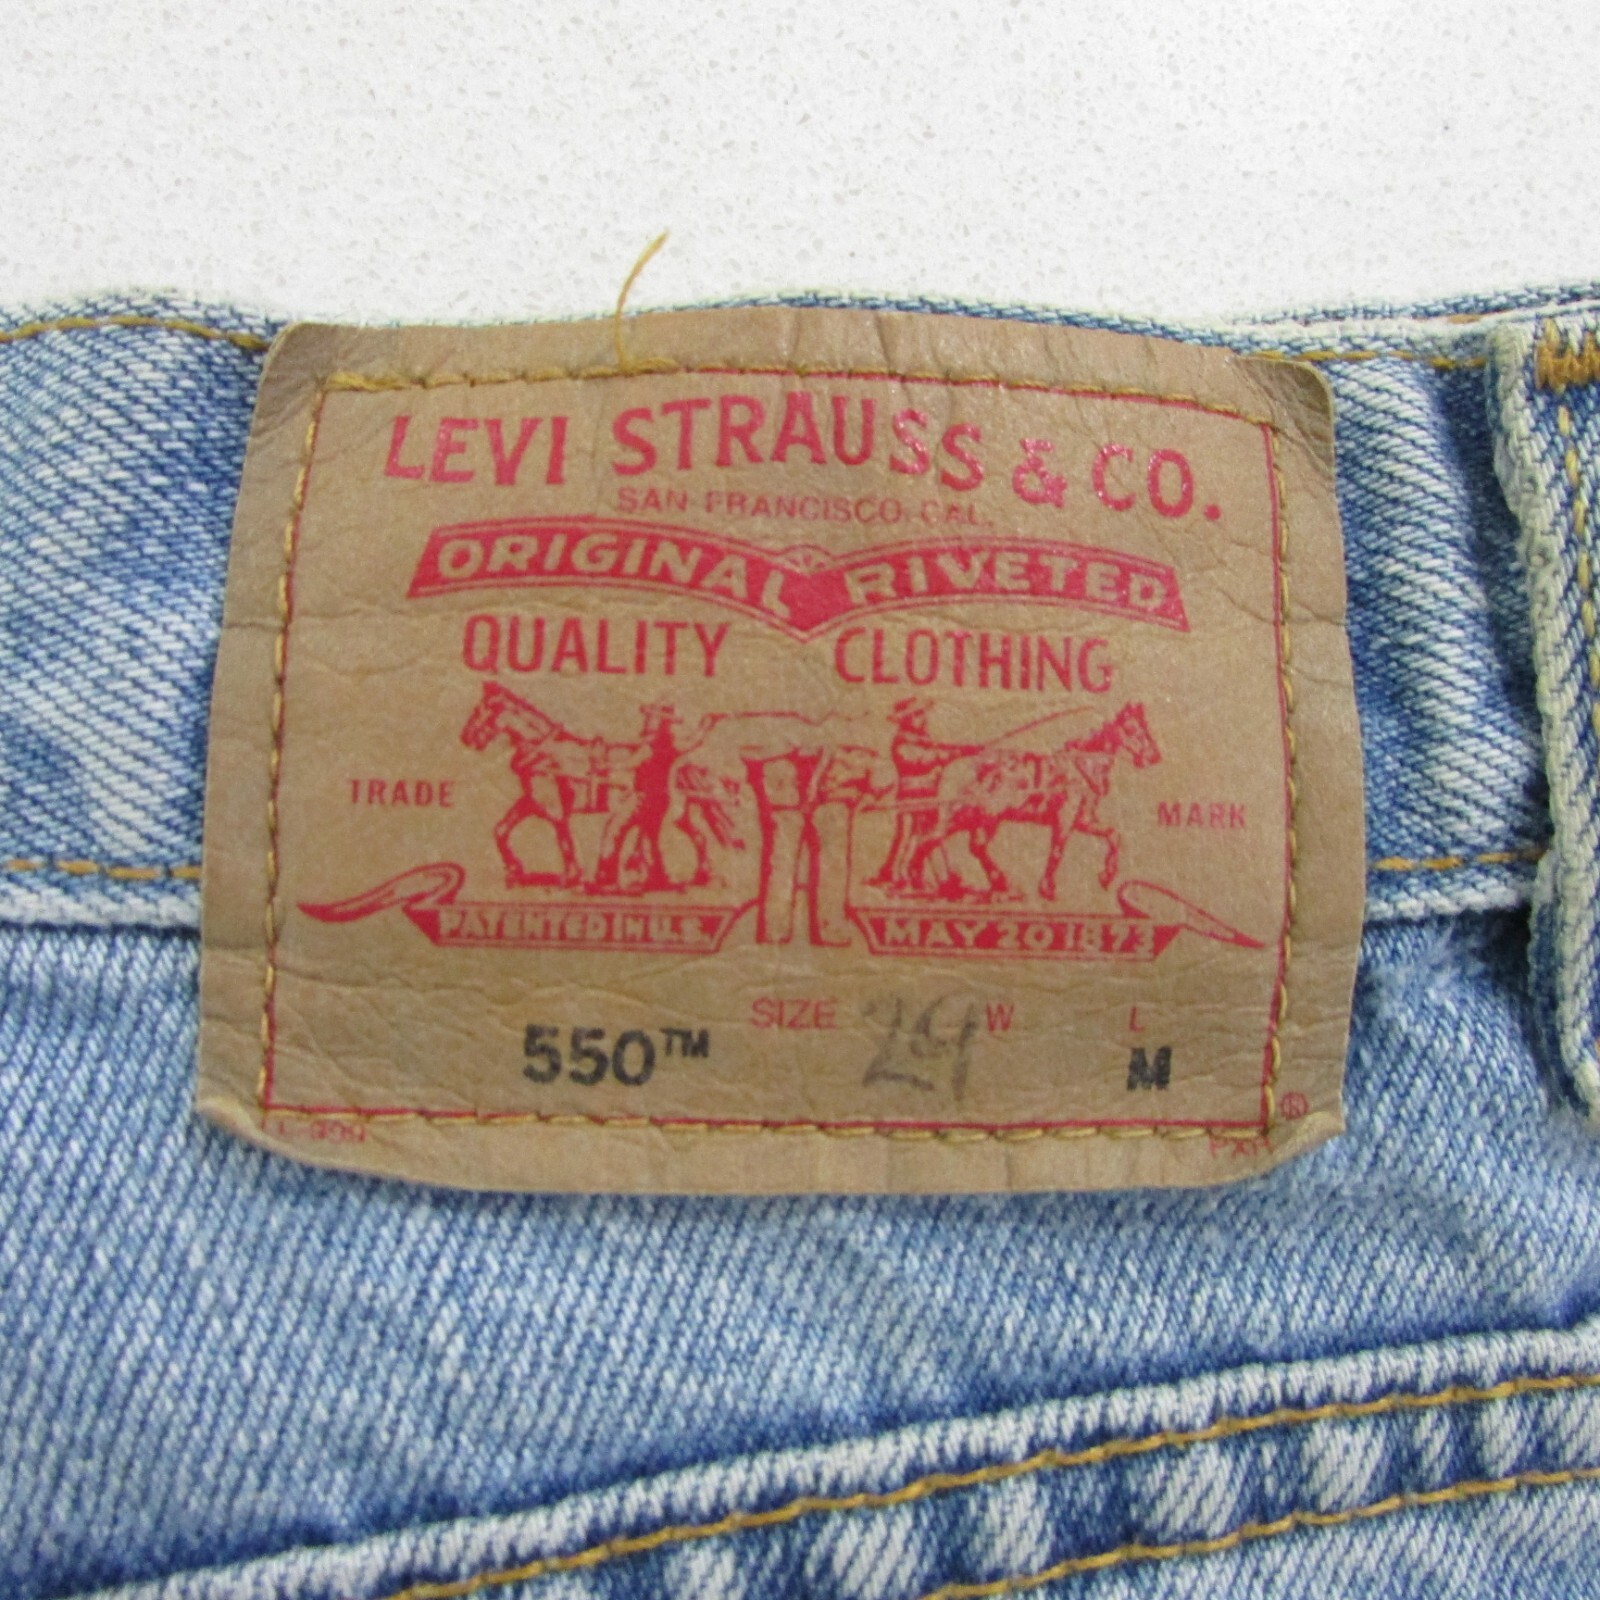 LEVI STRAUSS & CO.
SAN FRANCISCO, CAL.
ORIGINAL RIVETED
QUALITY CLOTHING
TRADE MARK
PATENTED IN U.S. MAY 20 1873
SIZE 29 W L
550™ M
®